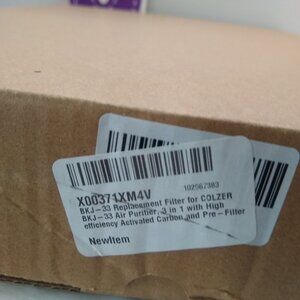 102567383
X00371XM4V
BKJ-33 Replacement Filter for COLZER
BKJ-33 Air Purifier, 3 in 1 with High
efficiency Activated Carbon and Pre-Filter
NewItem